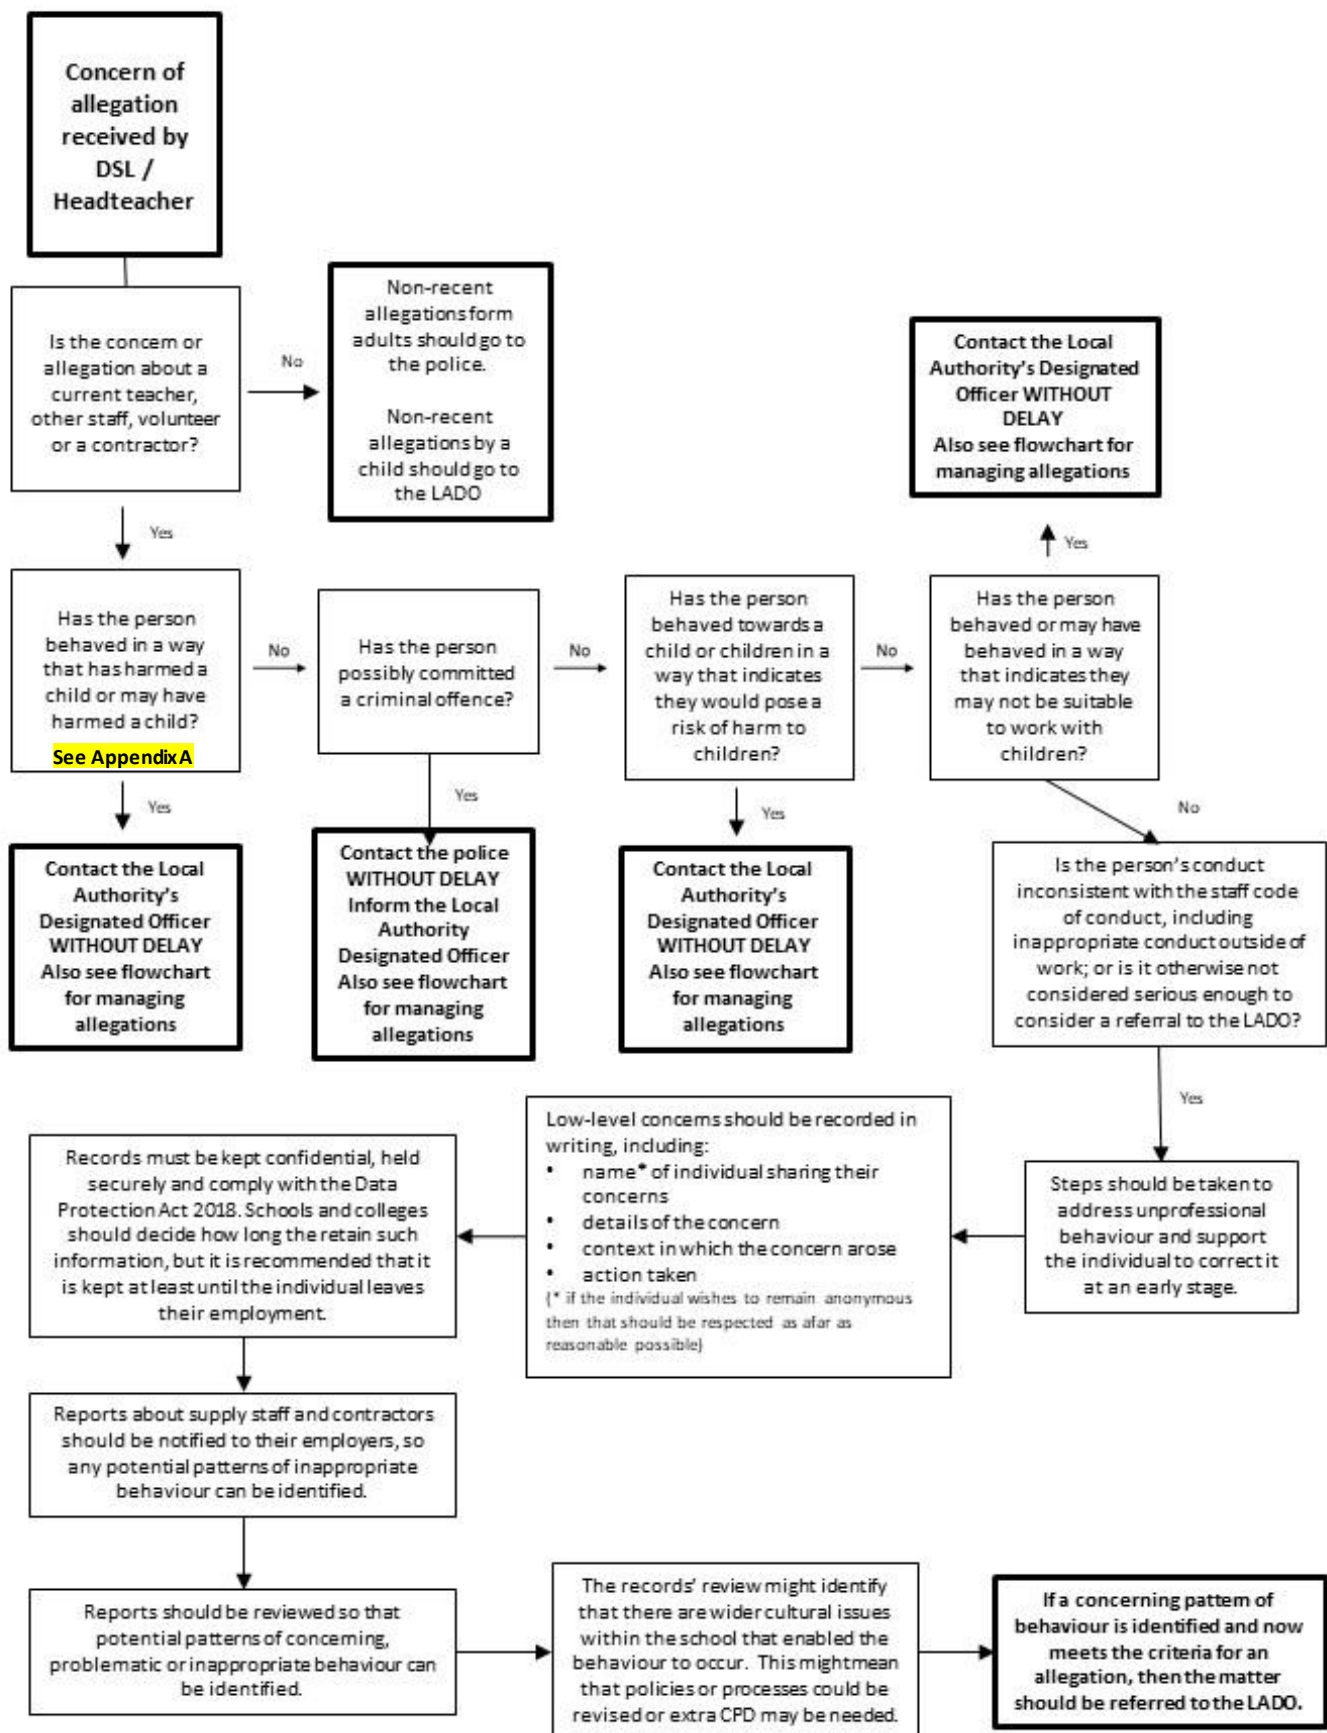 Concern of
allegation
received by
DSL /
Headteacher
Is the concern or
allegation about a
current teacher,
other staff, volunteer
or a contractor?
No
Non-recent
allegations form
adults should go to
the police.
Non-recent
allegations by a
child should go to
the LADO
Yes
Has the person
behaved in a way
that has harmed a
child or may have
harmed a child?
See Appendix A
No
Has the person
possibly committed
a criminal offence?
No
Has the person
behaved towards a
child or children in a
way that indicates
they would pose a
risk of harm to
children?
No
Has the person
behaved or may have
behaved in a way
that indicates they
may not be suitable
to work with
children?
Yes
Contact the Local
Authority's Designated
Officer WITHOUT
DELAY
Also see flowchart for
managing allegations
Yes
Contact the Local
Authority's
Designated Officer
WITHOUT DELAY
Also see flowchart
for managing
allegations
Yes
Contact the police
WITHOUT DELAY
Inform the Local
Authority
Designated Officer
Also see flowchart
for managing
allegations
Yes
Contact the Local
Authority's
Designated Officer
WITHOUT DELAY
Also see flowchart
for managing
allegations
No
Is the person's conduct
inconsistent with the staff code
of conduct, including
inappropriate conduct outside of
work; or is it otherwise not
considered serious enough to
consider a referral to the LADO?
Yes
Steps should be taken to
address unprofessional
behaviour and support
the individual to correct it
at an early stage.
Low-level concerns should be recorded in
writing, including:
• name* of individual sharing their
concerns
• details of the concern
• context in which the concern arose
• action taken
(* if the individual wishes to remain anonymous
then that should be respected as afar as
reasonable possible)
Records must be kept confidential, held
securely and comply with the Data
Protection Act 2018. Schools and colleges
should decide how long the retain such
information, but it is recommended that it
is kept at least until the individual leaves
their employment.
Reports about supply staff and contractors
should be notified to their employers, so
any potential patterns of inappropriate
behaviour can be identified.
Reports should be reviewed so that
potential patterns of concerning,
problematic or inappropriate behaviour can
be identified.
The records' review might identify
that there are wider cultural issues
within the school that enabled the
behaviour to occur. This might mean
that policies or processes could be
revised or extra CPD may be needed.
If a concerning pattern of
behaviour is identified and now
meets the criteria for an
allegation, then the matter
should be referred to the LADO.